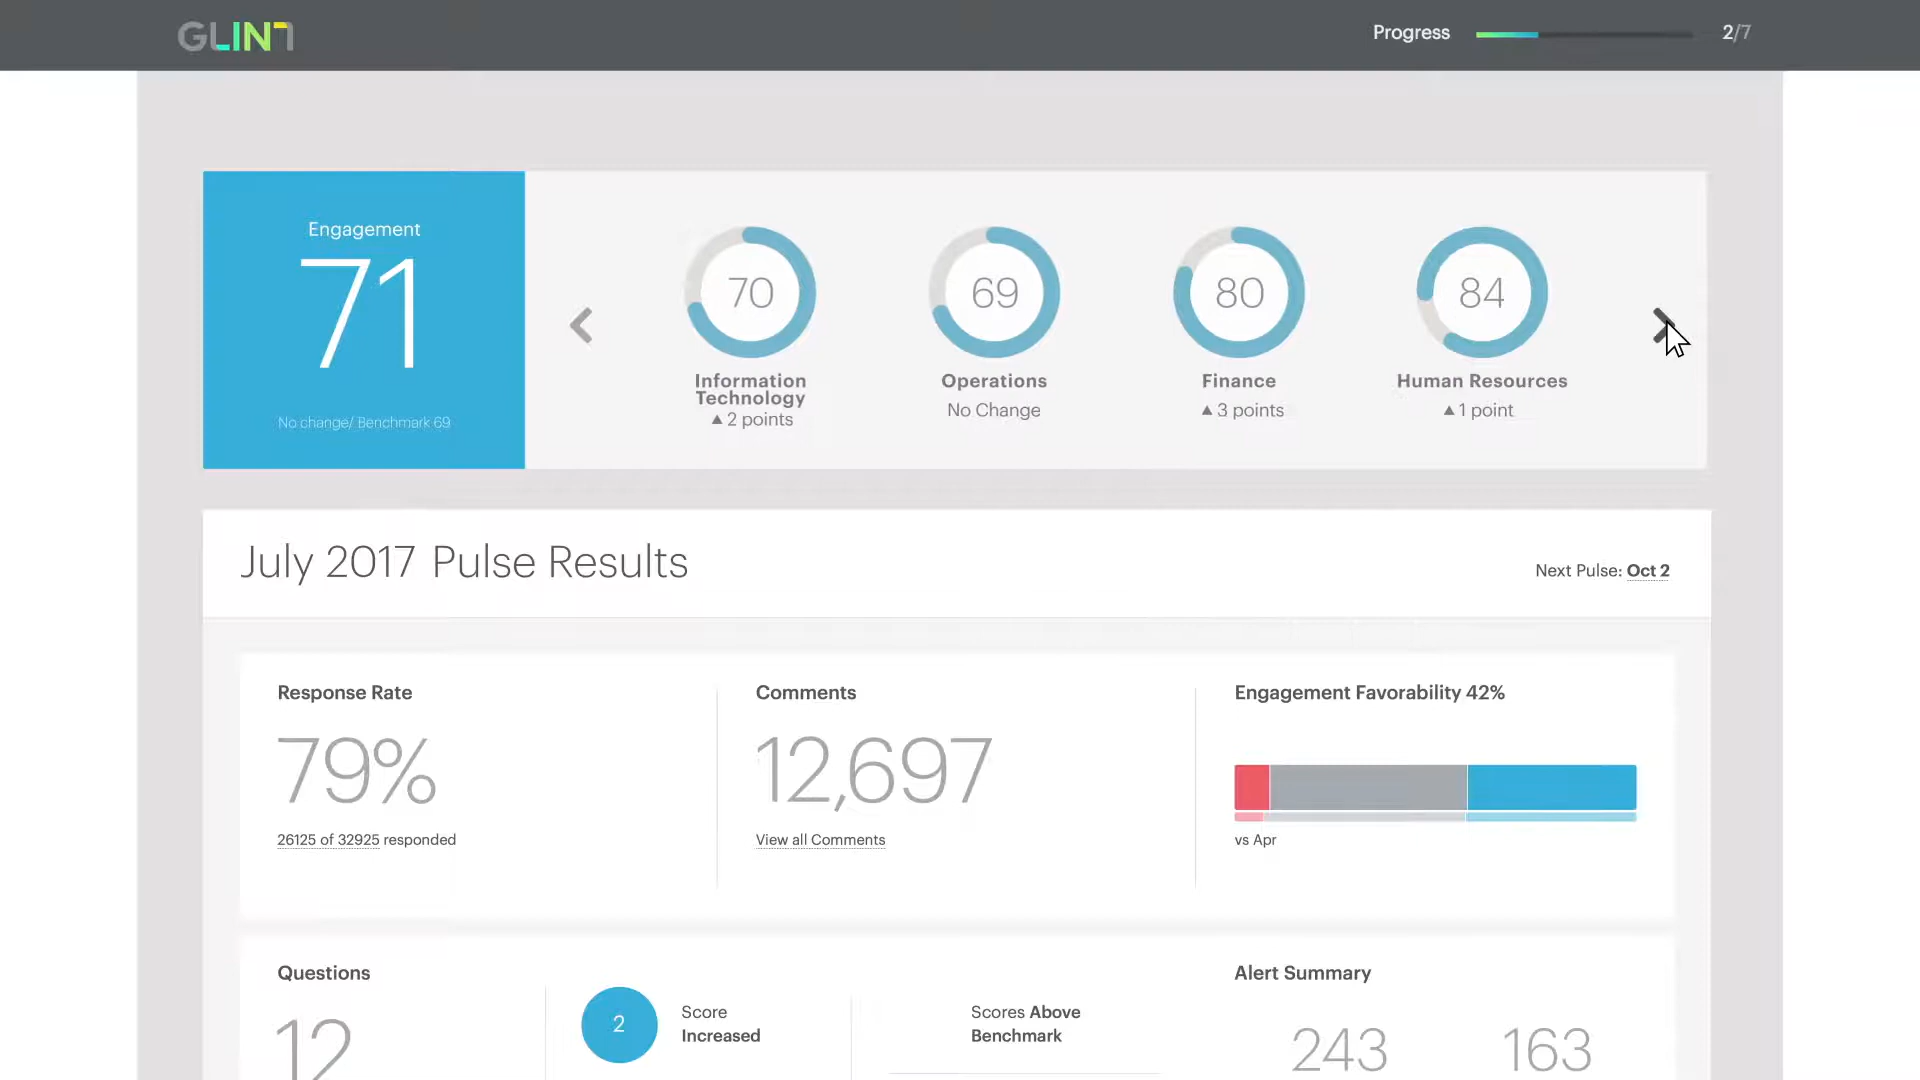 GLINT
Progress
2/7
Engagement
71
No change/ Benchmark 69
70
Information
Technology
▲ 2 points
69
Operations
No Change
80
Finance
▲ 3 points
84
Human Resources
▲ 1 point
July 2017 Pulse Results
Next Pulse: Oct 2
Response Rate
79%
26125 of 32925 responded
Comments
12,697
View all Comments
Engagement Favorability 42%
vs Apr
Questions
12
2
Score
Increased
Scores Above
Benchmark
Alert Summary
243
163